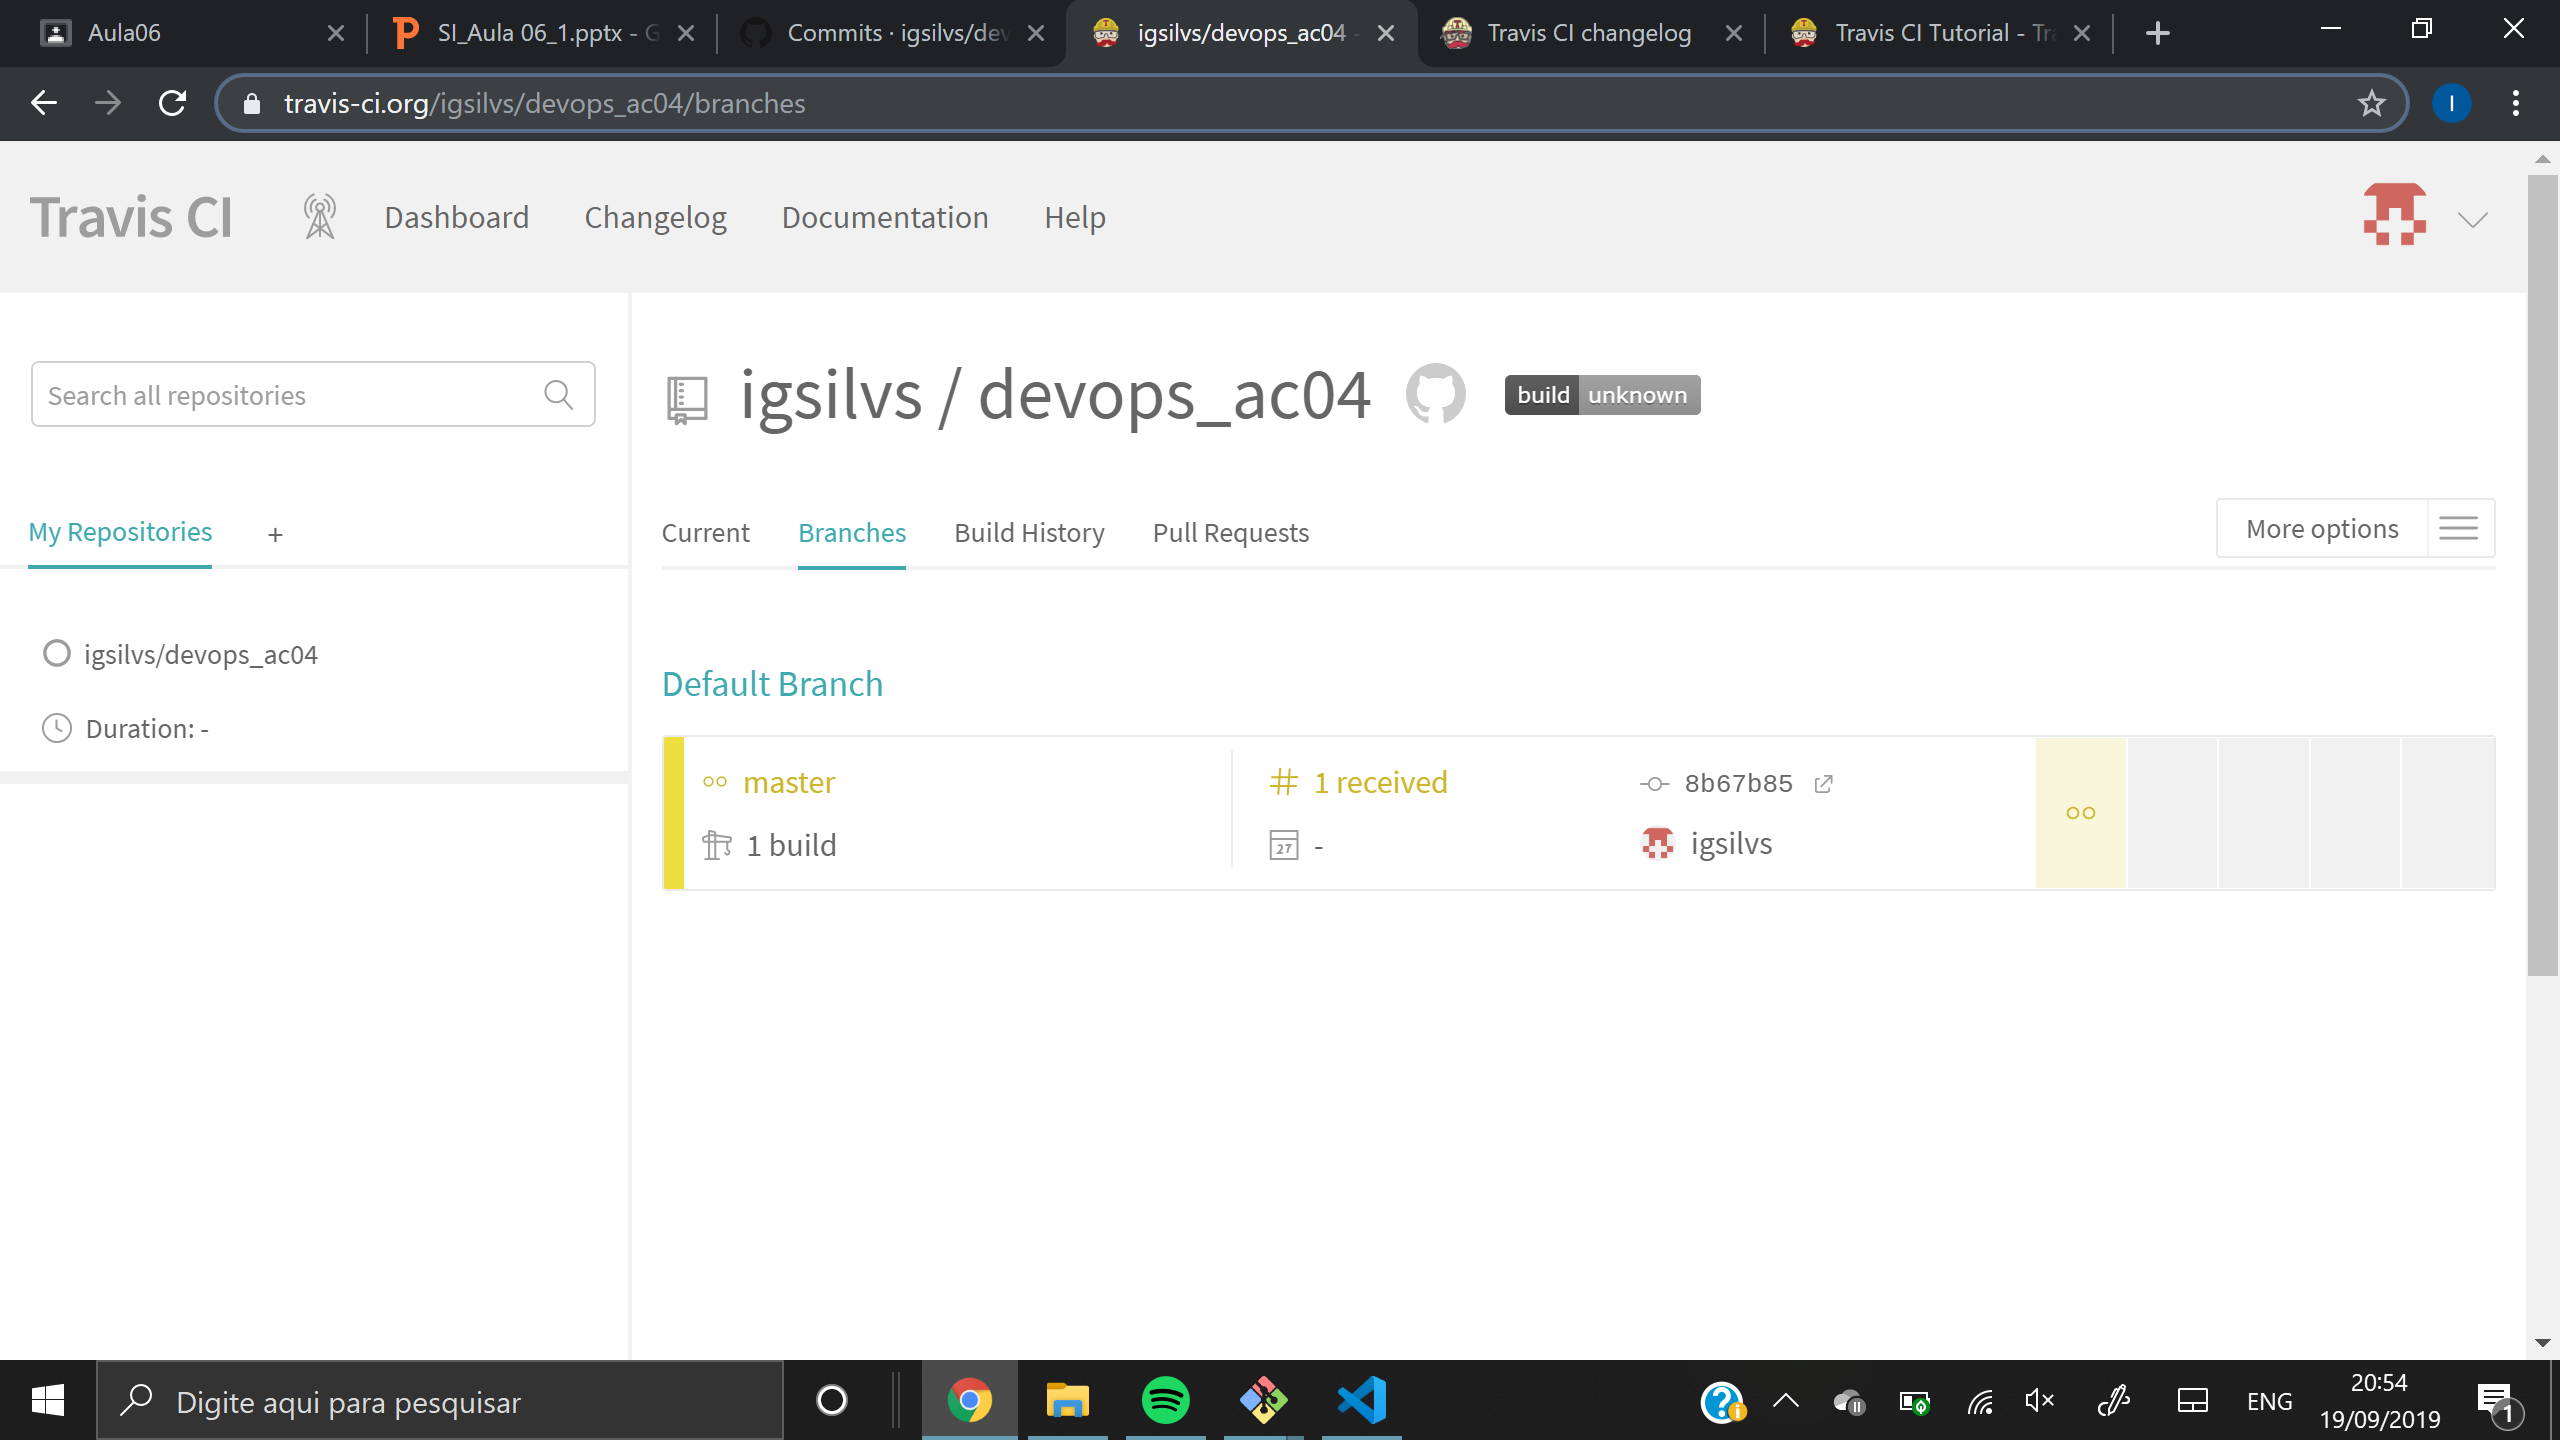 Aula06
SI_Aula 06_1.pptx - G
Commits · igsilvs/dev
igsilvs/devops_ac04 -
Travis CI changelog
Travis CI Tutorial - Tra
travis-ci.org/igsilvs/devops_ac04/branches
I
Travis CI
Dashboard
Changelog
Documentation
Help
Search all repositories
igsilvs / devops_ac04
build unknown
My Repositories
+
Current
Branches
Build History
Pull Requests
More options
igsilvs/devops_ac04
Duration: -
Default Branch
master
# 1 received
8b67b85
1 build
27
-
igsilvs
Digite aqui para pesquisar
ENG
20:54
19/09/2019
1